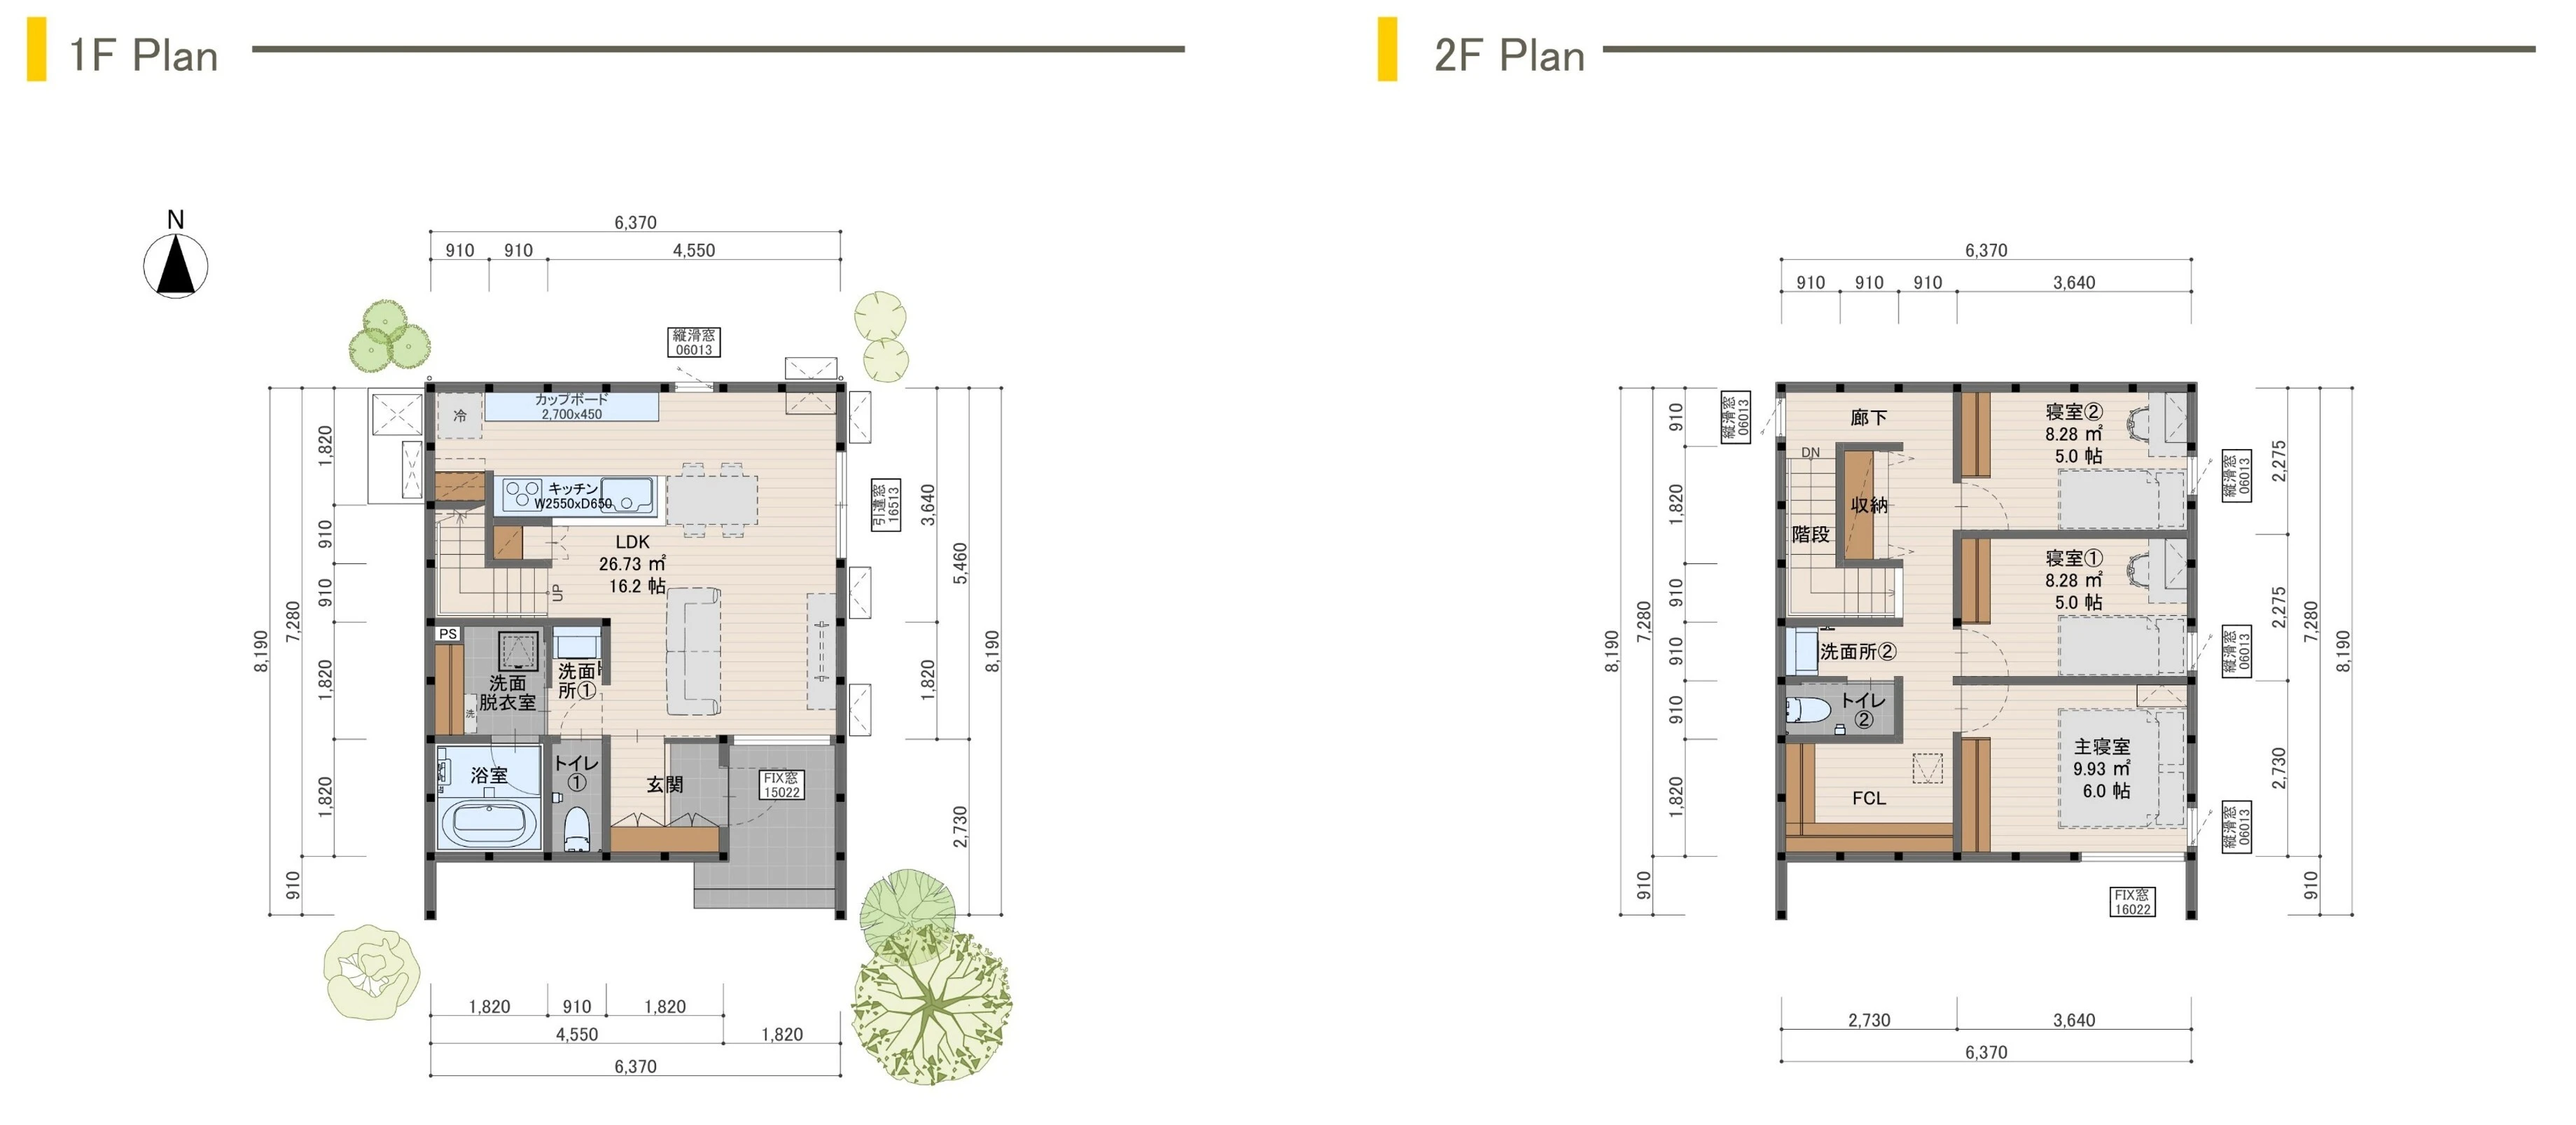 1F Plan
2F Plan
N
6,370
910
910
4,550
縦滑窓
06013
カップボード
2,700x450
冷
キッチン
W2550xD650
LDK
26.73 ㎡
16.2 帖
UP
PS
洗面
脱衣室
洗
洗面
所①
浴室
トイレ
①
玄関
FIX窓
15022
引違窓
16513
8,190
7,280
910
1,820
910
910
1,820
1,820
3,640
1,820
5,460
2,730
8,190
1,820
910
1,820
4,550
1,820
6,370
6,370
910
910
910
3,640
縦滑窓
06013
廊下
DN
収納
階段
寝室②
8.28 ㎡
5.0 帖
縦滑窓
06013
寝室①
8.28 ㎡
5.0 帖
縦滑窓
06013
洗面所②
トイレ
②
FCL
主寝室
9.93 ㎡
6.0 帖
縦滑窓
06013
FIX窓
16022
8,190
7,280
910
910
1,820
910
910
910
1,820
2,275
2,275
2,730
7,280
910
8,190
2,730
3,640
6,370